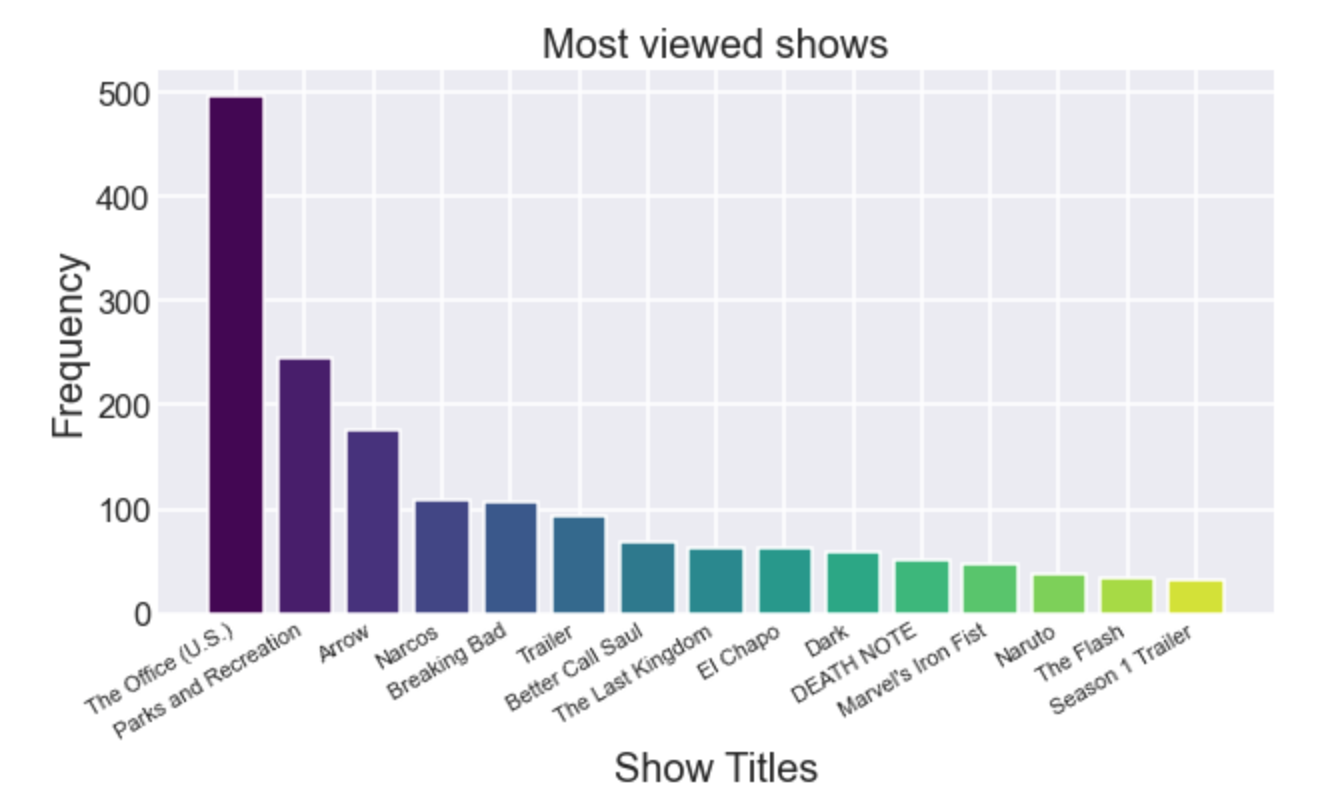 Most viewed shows
500
400
300
200
100
0
Frequency
The Office (U.S.)
Parks and Recreation
Arrow
Narcos
Breaking Bad
Trailer
Better Call Saul
The Last Kingdom
El Chapo
Dark
DEATH NOTE
Marvel's Iron Fist
Naruto
The Flash
Season 1 Trailer
Show Titles